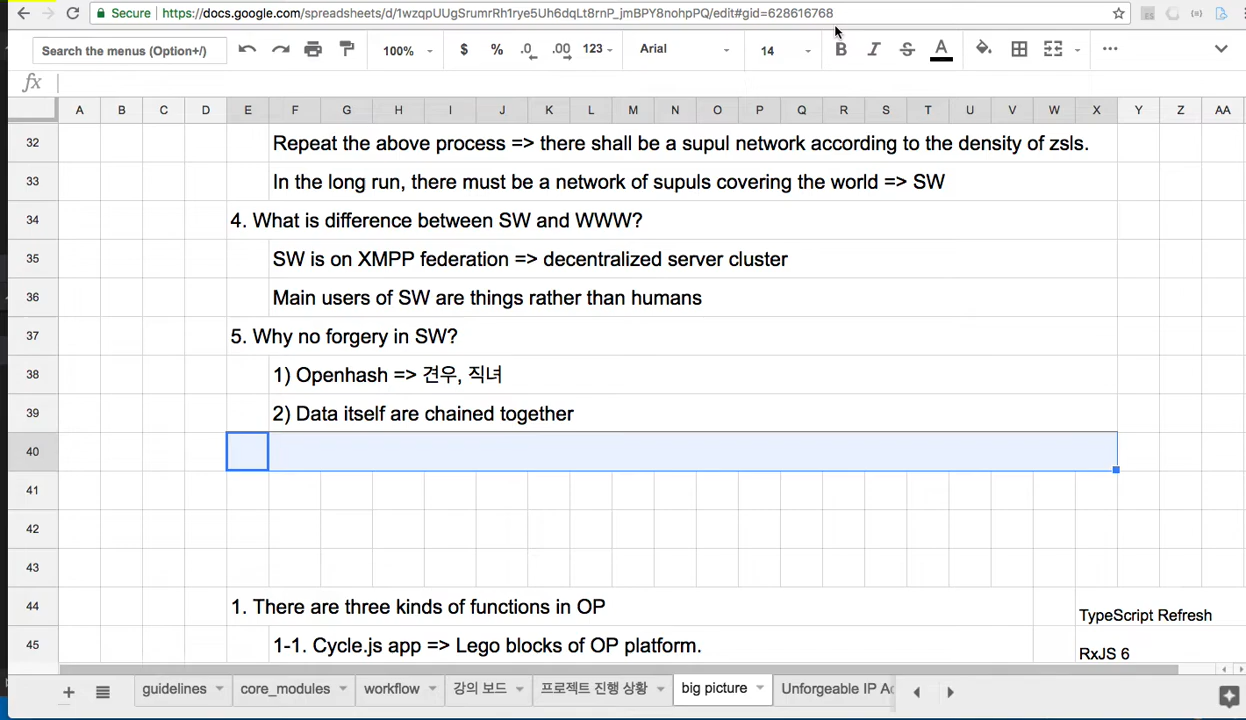 Secure https://docs.google.com/spreadsheets/d/1wzqpUUgSrumrRh1rye5Uh6dqLt8rnP_jmBPY8nohpPQ/edit#gid=628616768
Search the menus (Option+/) 100% $ % .0 .00 123 Arial 14 B I S A
fx
A B C D E F G H I J K L M N O P Q R S T U V W X Y Z AA
32 Repeat the above process => there shall be a supul network according to the density of zsls.
33 In the long run, there must be a network of supuls covering the world => SW
34 4. What is difference between SW and WWW?
35 SW is on XMPP federation => decentralized server cluster
36 Main users of SW are things rather than humans
37 5. Why no forgery in SW?
38 1) Openhash => 견우, 직녀
39 2) Data itself are chained together
40
41
42
43
44 1. There are three kinds of functions in OP TypeScript Refresh
45 1-1. Cycle.js app => Lego blocks of OP platform. RxJS 6
guidelines core_modules workflow 강의 보드 프로젝트 진행 상황 big picture Unforgeable IP Ac